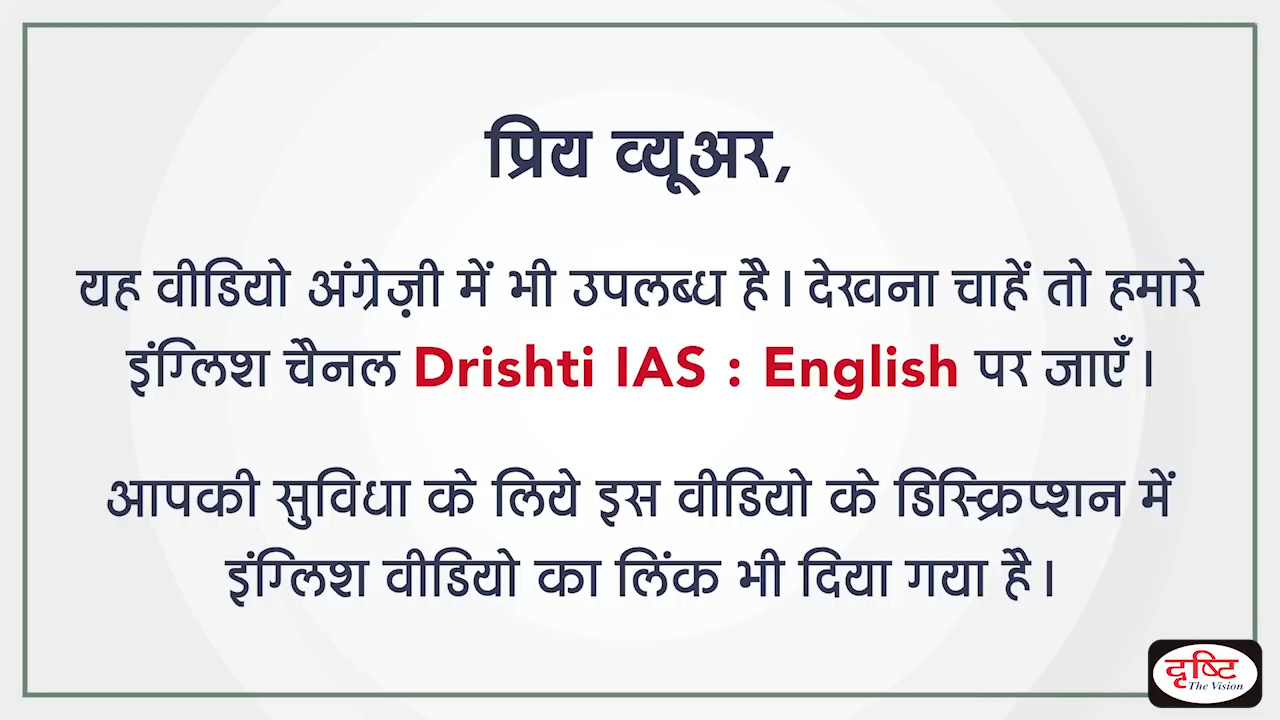 प्रिय व्यूअर,
यह वीडियो अंग्रेज़ी में भी उपलब्ध है। देखना चाहें तो हमारे
इंग्लिश चैनल Drishti IAS : English पर जाएँ।
आपकी सुविधा के लिये इस वीडियो के डिस्क्रिप्शन में
इंग्लिश वीडियो का लिंक भी दिया गया है।
दृष्टि
The Vision